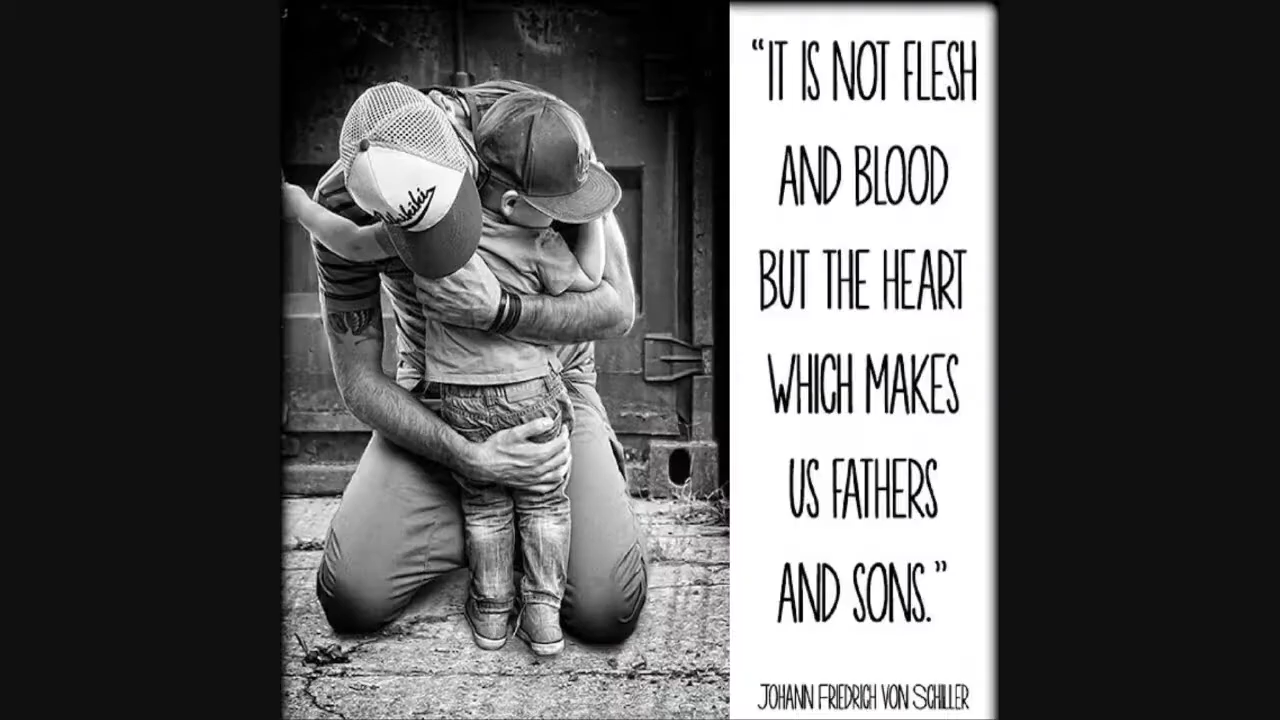 Waikiki
“IT IS NOT FLESH
AND BLOOD
BUT THE HEART
WHICH MAKES
US FATHERS
AND SONS.”
JOHANN FRIEDRICH VON SCHILLER